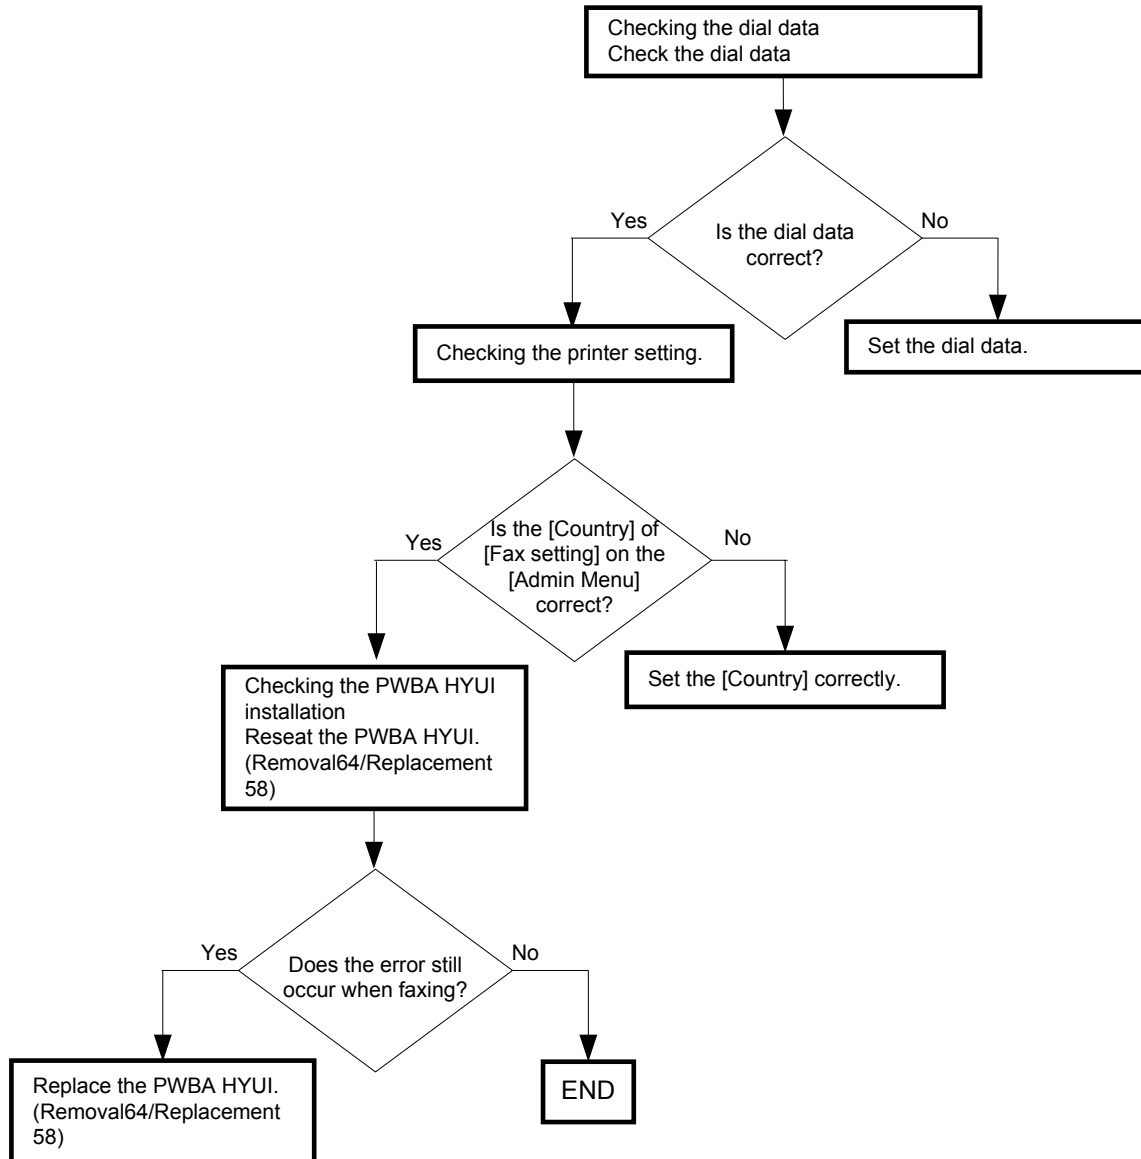 Checking the dial data
Check the dial data
Yes
No
Is the dial data
correct?
Checking the printer setting.
Set the dial data.
Yes
No
Is the [Country] of
[Fax setting] on the
[Admin Menu]
correct?
Checking the PWBA HYUI
installation
Reseat the PWBA HYUI.
(Removal64/Replacement
58)
Set the [Country] correctly.
Yes
No
Does the error still
occur when faxing?
Replace the PWBA HYUI.
(Removal64/Replacement
58)
END